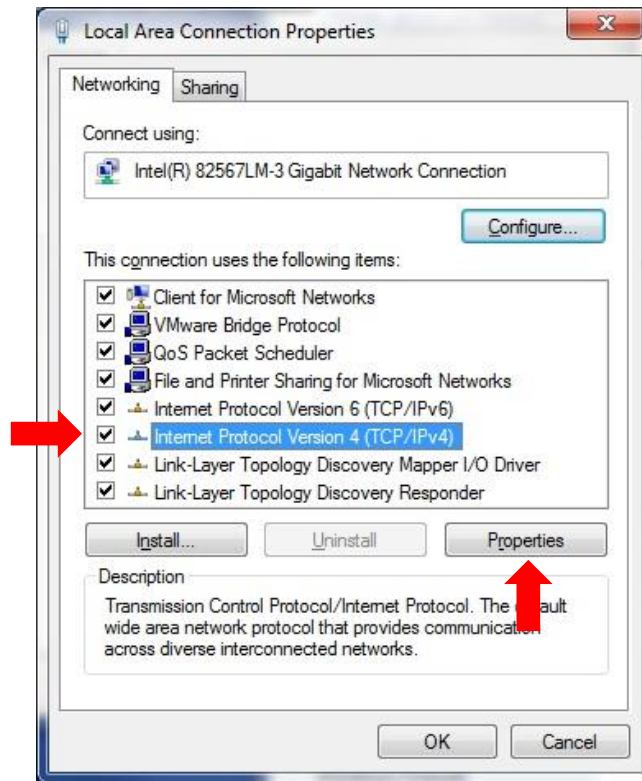 Local Area Connection Properties
Networking
Sharing
Connect using:
Intel(R) 82567LM-3 Gigabit Network Connection
Configure...
This connection uses the following items:
Client for Microsoft Networks
VMware Bridge Protocol
QoS Packet Scheduler
File and Printer Sharing for Microsoft Networks
Internet Protocol Version 6 (TCP/IPv6)
Internet Protocol Version 4 (TCP/IPv4)
Link-Layer Topology Discovery Mapper I/O Driver
Link-Layer Topology Discovery Responder
Install...
Uninstall
Properties
Description
Transmission Control Protocol/Internet Protocol. The default
wide area network protocol that provides communication
across diverse interconnected networks.
OK
Cancel